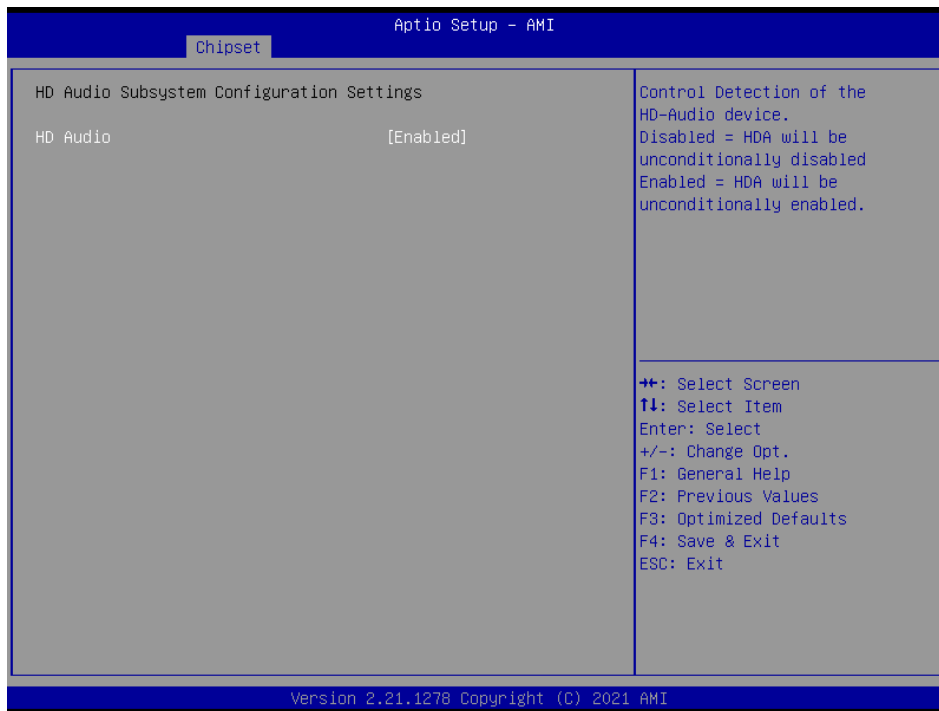 Aptio Setup – AMI
Chipset
HD Audio Subsystem Configuration Settings
HD Audio [Enabled]
Control Detection of the
HD-Audio device.
Disabled = HDA will be
unconditionally disabled
Enabled = HDA will be
unconditionally enabled.
→←: Select Screen
↑↓: Select Item
Enter: Select
+/-: Change Opt.
F1: General Help
F2: Previous Values
F3: Optimized Defaults
F4: Save & Exit
ESC: Exit
Version 2.21.1278 Copyright (C) 2021 AMI